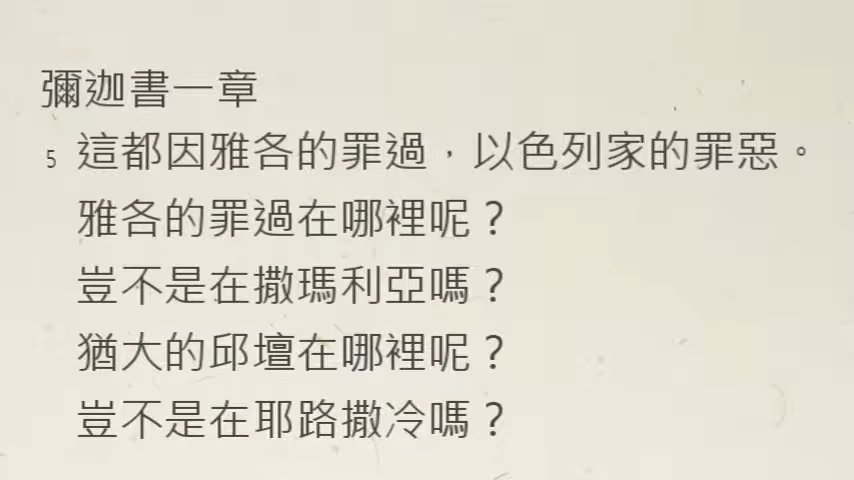 彌迦書一章
5 這都因雅各的罪過，以色列家的罪惡。
雅各的罪過在哪裡呢？
豈不是在撒瑪利亞嗎？
猶大的邱壇在哪裡呢？
豈不是在耶路撒冷嗎？